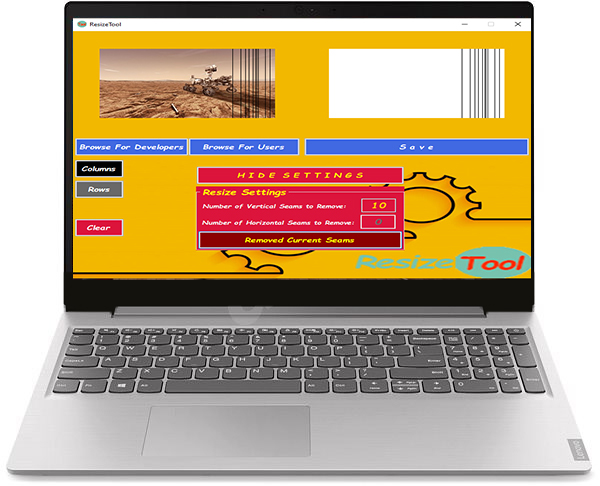 ResizeTool
Browse For Developers
Browse For Users
Save
Columns
HIDE SETTINGS
Rows
Resize Settings
Number of Vertical Seams to Remove: 10
Number of Horizontal Seams to Remove: 0
Clear
Removed Current Seams
ResizeTool
Lenovo